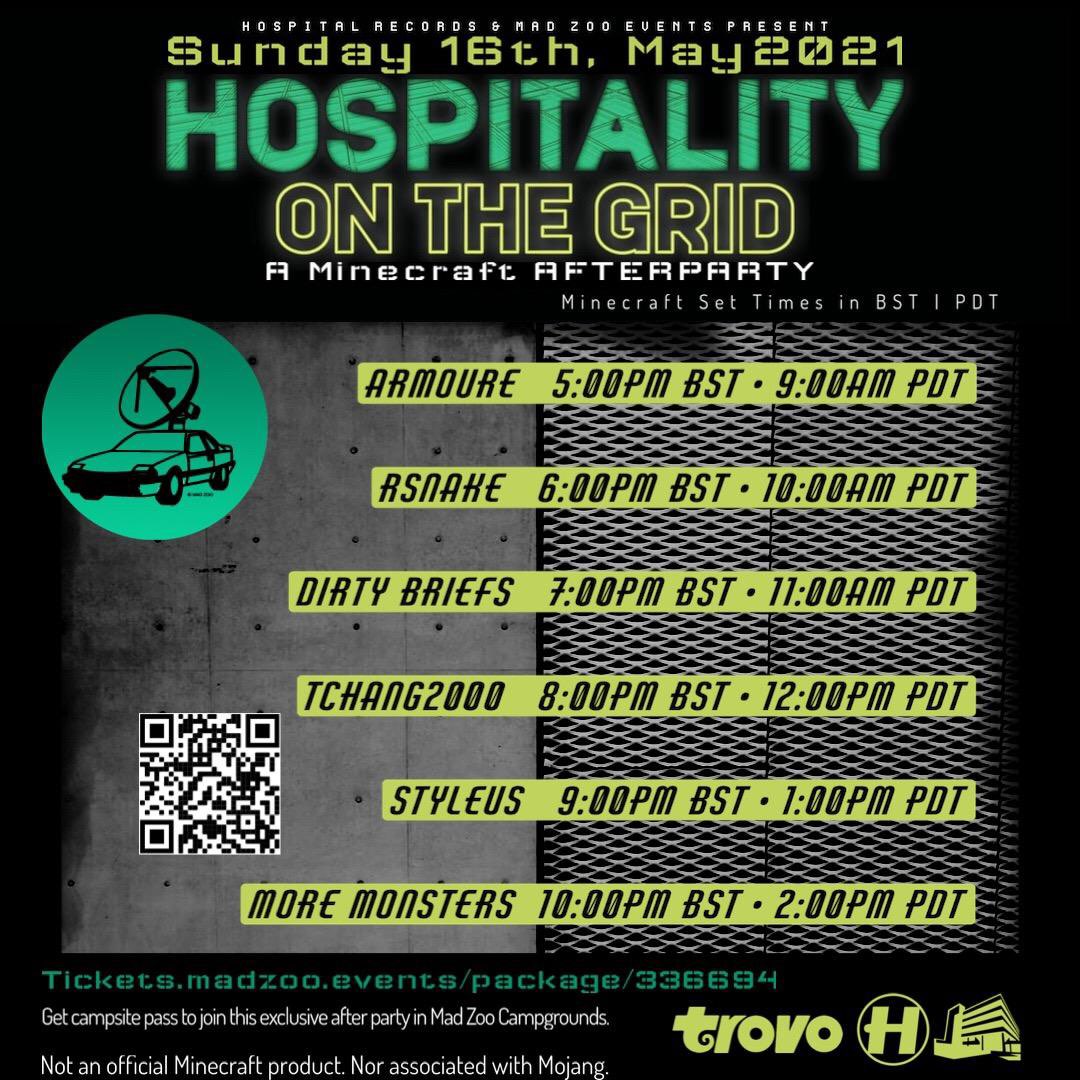 HOSPITAL RECORDS & MAD ZOO EVENTS PRESENT
Sunday 16th, May2021
HOSPITALITY
ON THE GRID
A Minecraft AFTERPARTY
Minecraft Set Times in BST | PDT
ARMOURE 5:00PM BST • 9:00AM PDT
RSNAKE 6:00PM BST • 10:00AM PDT
DIRTY BRIEFS 7:00PM BST • 11:00AM PDT
TCHANG2000 8:00PM BST • 12:00PM PDT
STYLEUS 9:00PM BST • 1:00PM PDT
MORE MONSTERS 10:00PM BST • 2:00PM PDT
© MAD ZOO
Tickets.madzoo.events/package/336694
Get campsite pass to join this exclusive after party in Mad Zoo Campgrounds.
Not an official Minecraft product. Nor associated with Mojang.
trovo H